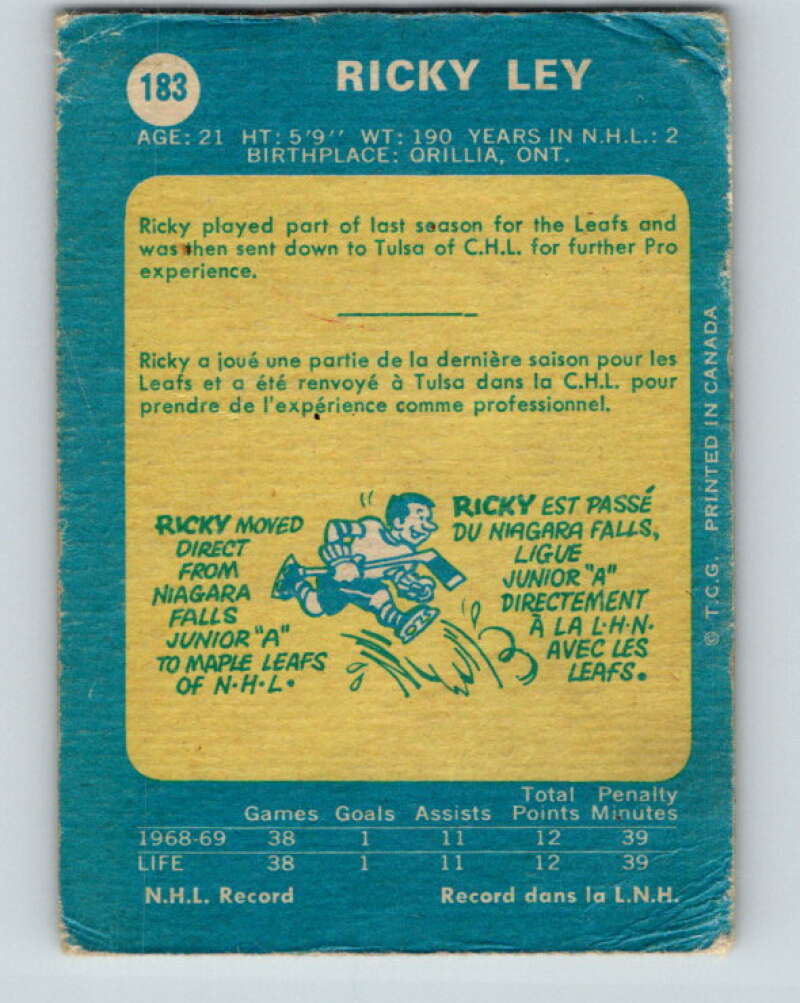 183
RICKY LEY
AGE: 21 HT: 5'9'' WT: 190 YEARS IN N.H.L.: 2
BIRTHPLACE: ORILLIA, ONT.
Ricky played part of last season for the Leafs and
was then sent down to Tulsa of C.H.L. for further Pro
experience.
Ricky a joué une partie de la dernière saison pour les
Leafs et a été renvoyé à Tulsa dans la C.H.L. pour
prendre de l'expérience comme professionnel.
RICKY MOVED
DIRECT
FROM
NIAGARA
FALLS
JUNIOR "A"
TO MAPLE LEAFS
OF N·H·L.
RICKY EST PASSÉ
DU NIAGARA FALLS,
LIGUE
JUNIOR "A"
DIRECTEMENT
À LA L·H·N·
AVEC LES
LEAFS.
© T.C.G. PRINTED IN CANADA
Total Penalty
Games Goals Assists Points Minutes
1968-69 38 1 11 12 39
LIFE 38 1 11 12 39
N.H.L. Record Record dans la L.N.H.